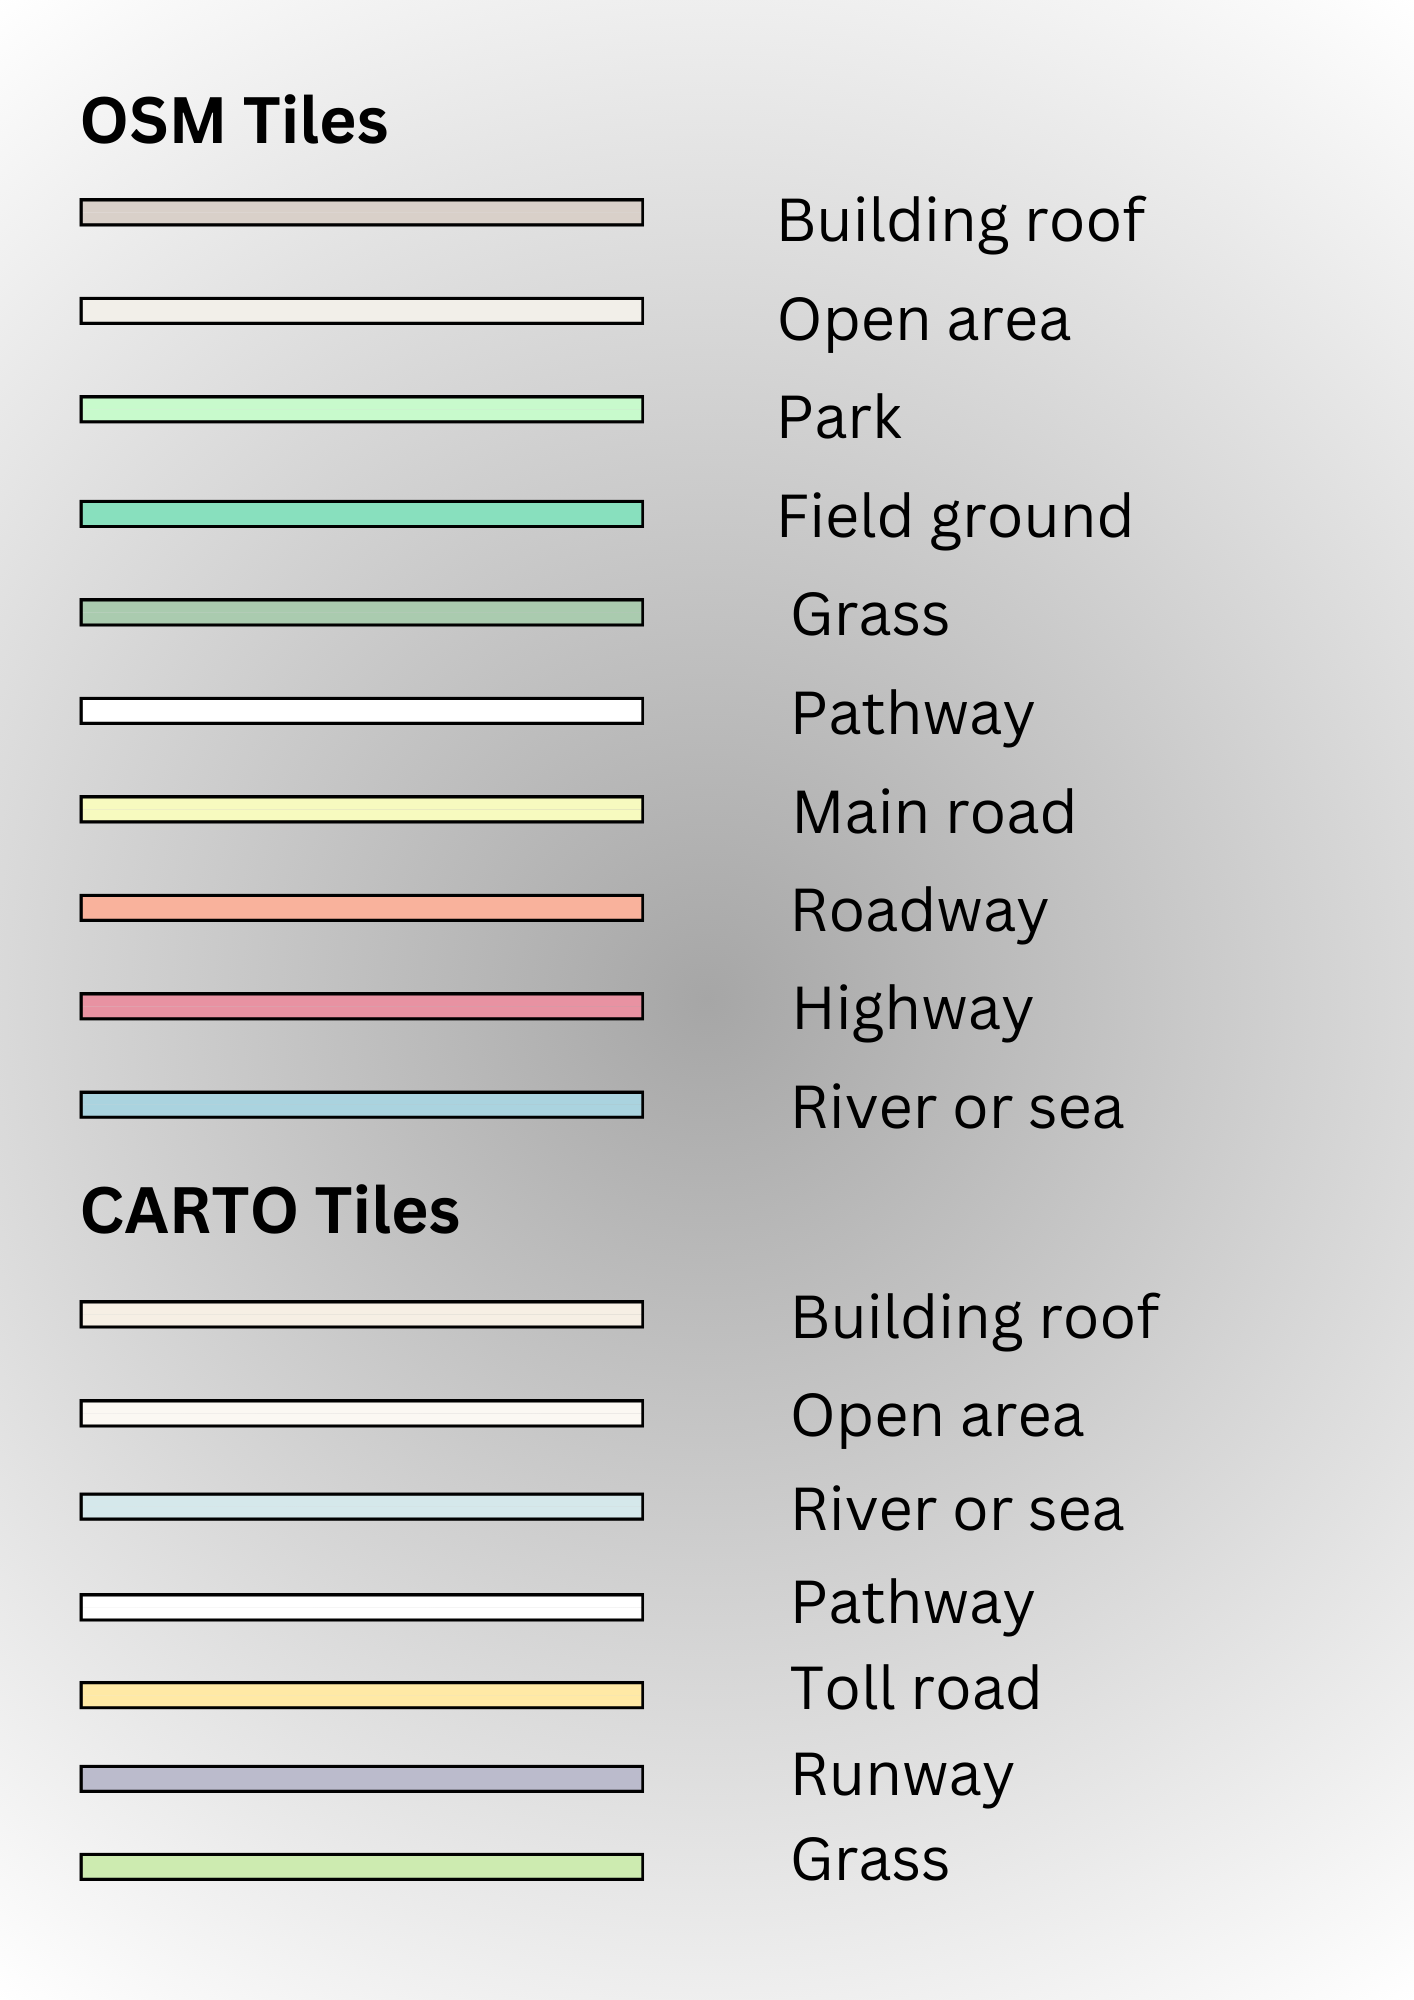 OSM Tiles
Building roof
Open area
Park
Field ground
Grass
Pathway
Main road
Roadway
Highway
River or sea
CARTO Tiles
Building roof
Open area
River or sea
Pathway
Toll road
Runway
Grass